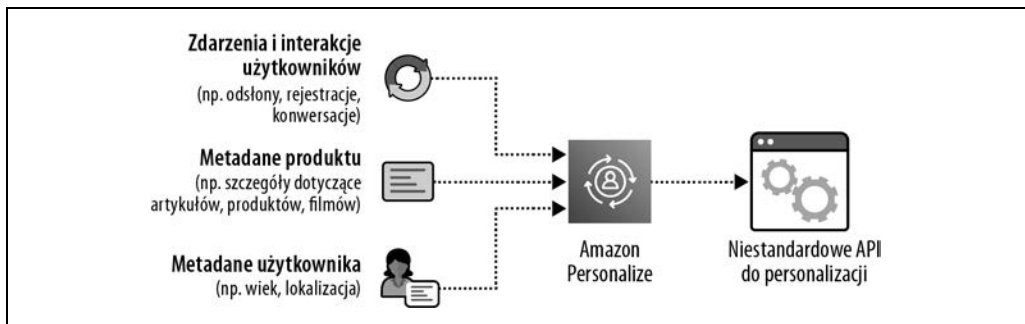 Zdarzenia i interakcje
użytkowników
(np. odsłony, rejestracje,
konwersacje)
Metadane produktu
(np. szczegóły dotyczące
artykułów, produktów, filmów)
Metadane użytkownika
(np. wiek, lokalizacja)
Amazon
Personalize
Niestandardowe API
do personalizacji